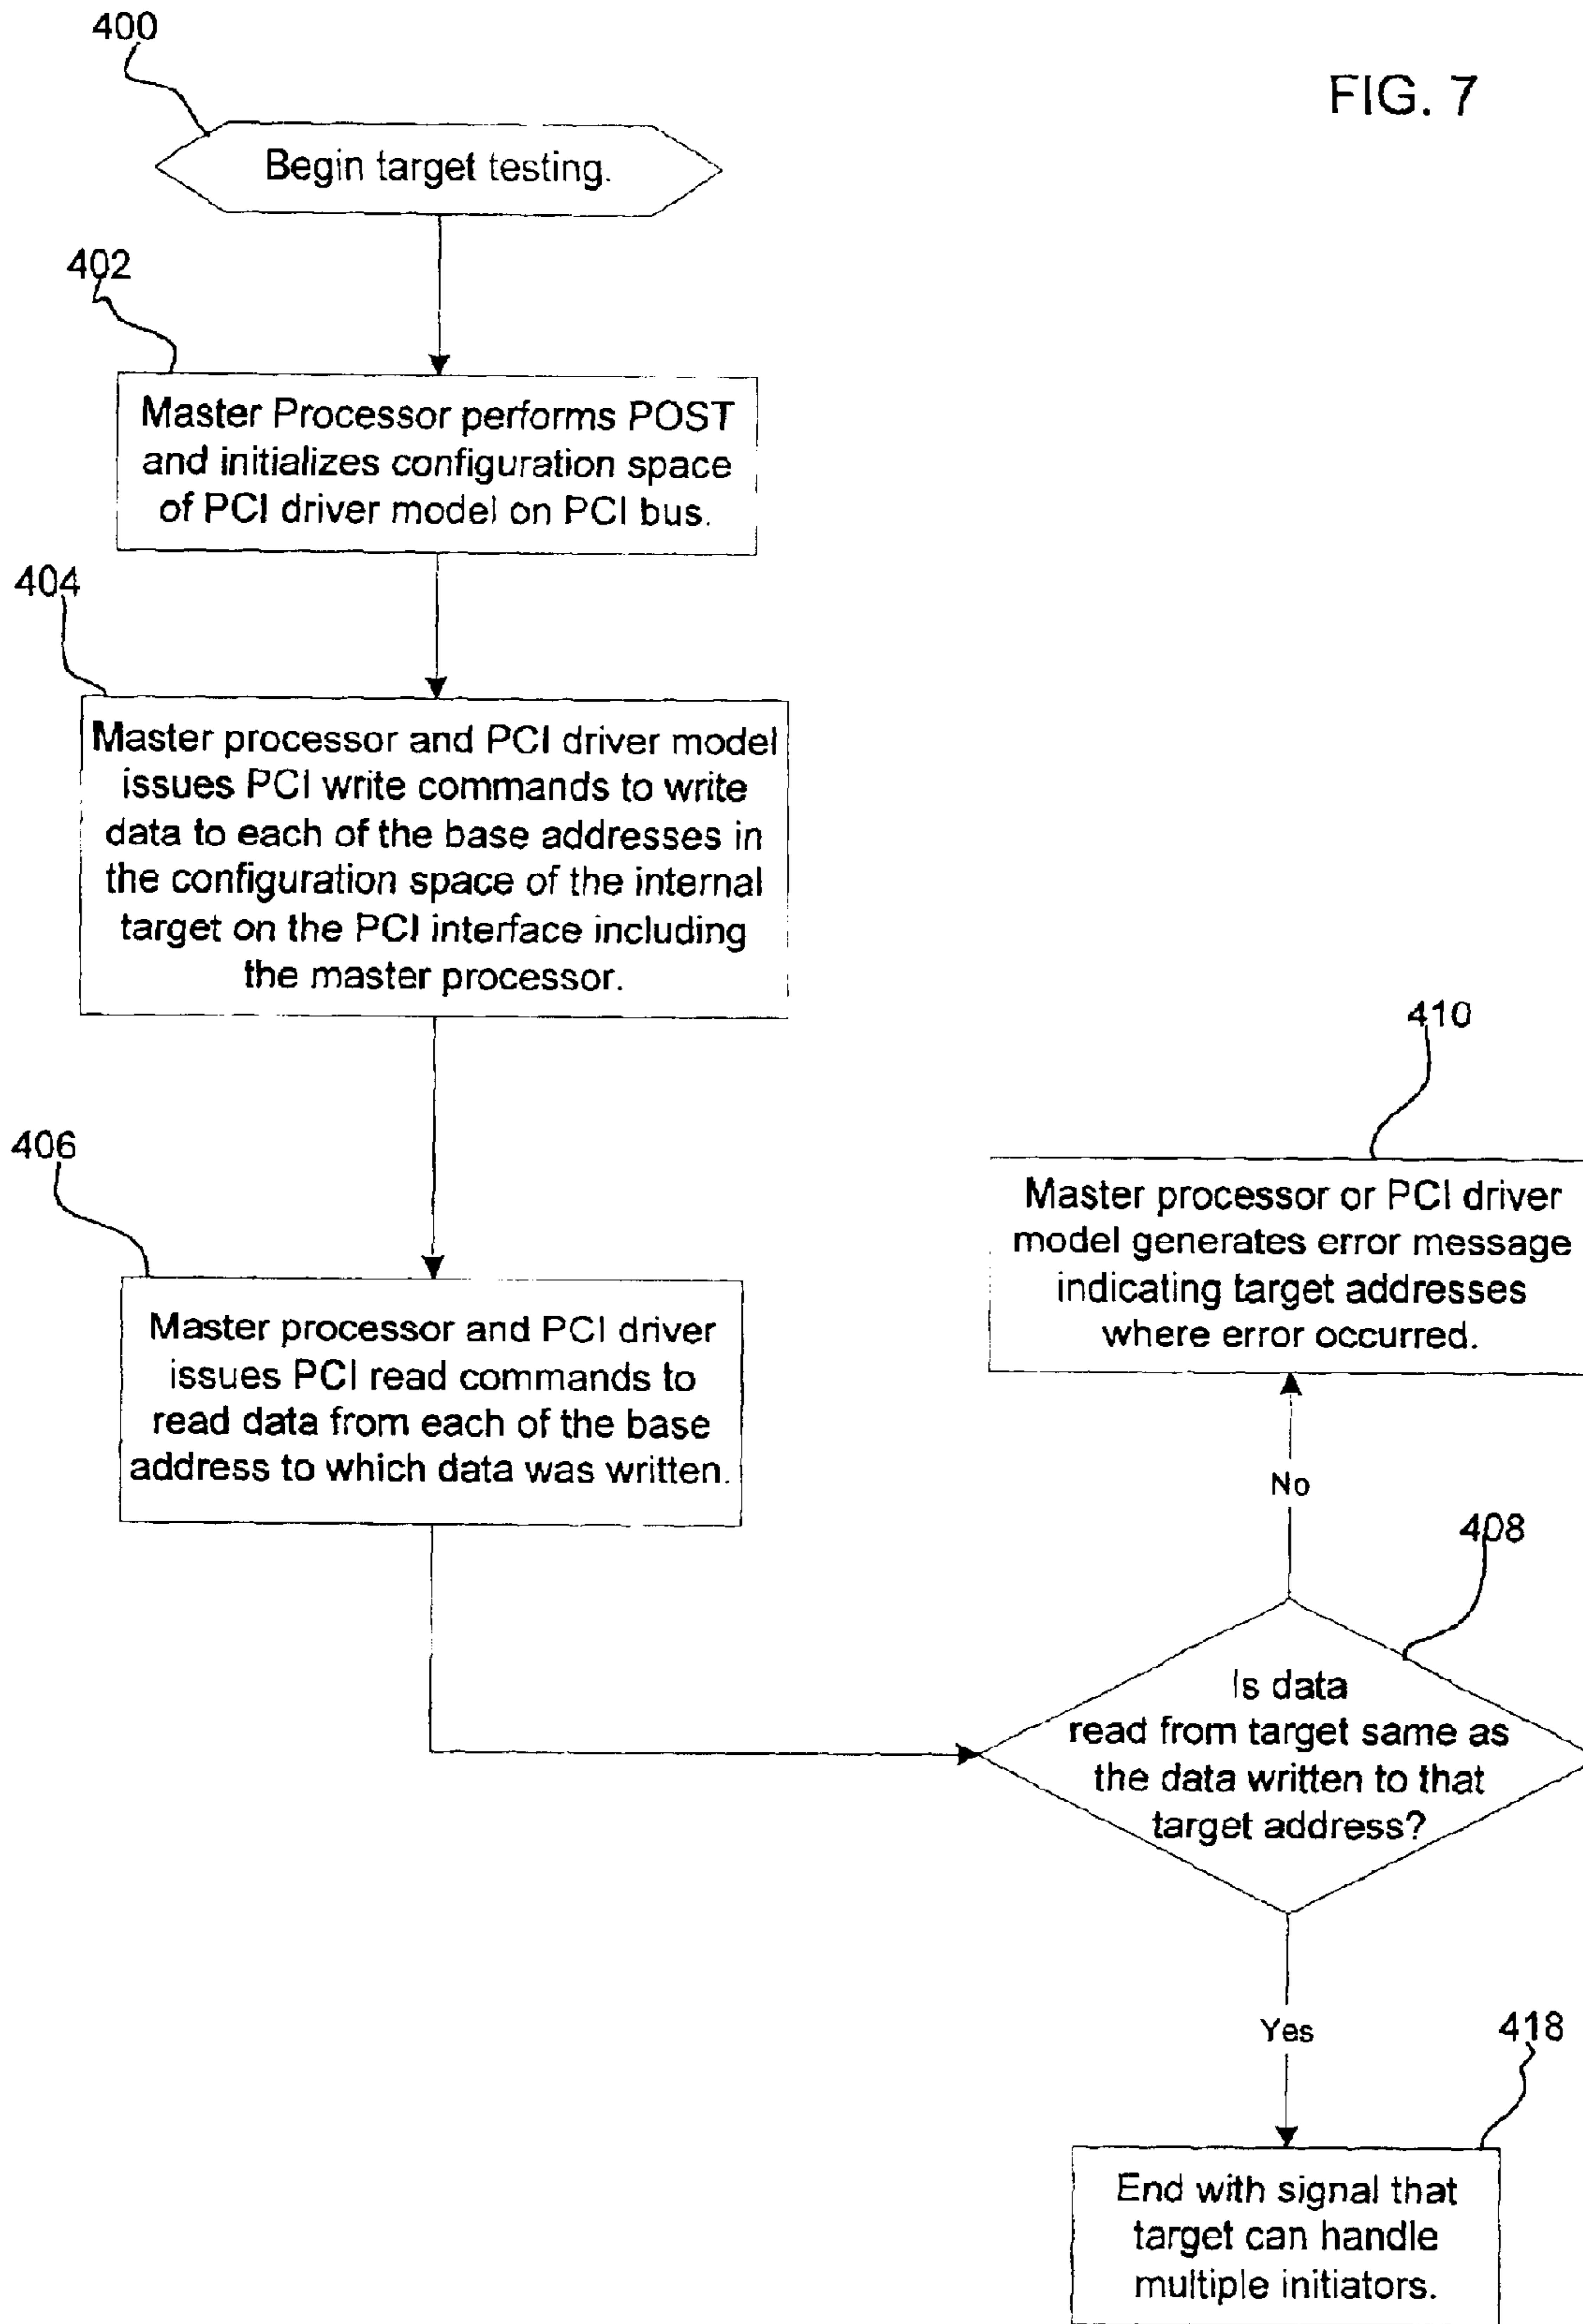 400
FIG. 7
Begin target testing.
402
Master Processor performs POST
and initializes configuration space
of PCI driver model on PCI bus.
404
Master processor and PCI driver model
issues PCI write commands to write
data to each of the base addresses in
the configuration space of the internal
target on the PCI interface including
the master processor.
410
406
Master processor or PCI driver
model generates error message
indicating target addresses
where error occurred.
Master processor and PCI driver
issues PCI read commands to
read data from each of the base
address to which data was written.
No
408
Is data
read from target same as
the data written to that
target address?
Yes
418
End with signal that
target can handle
multiple initiators.